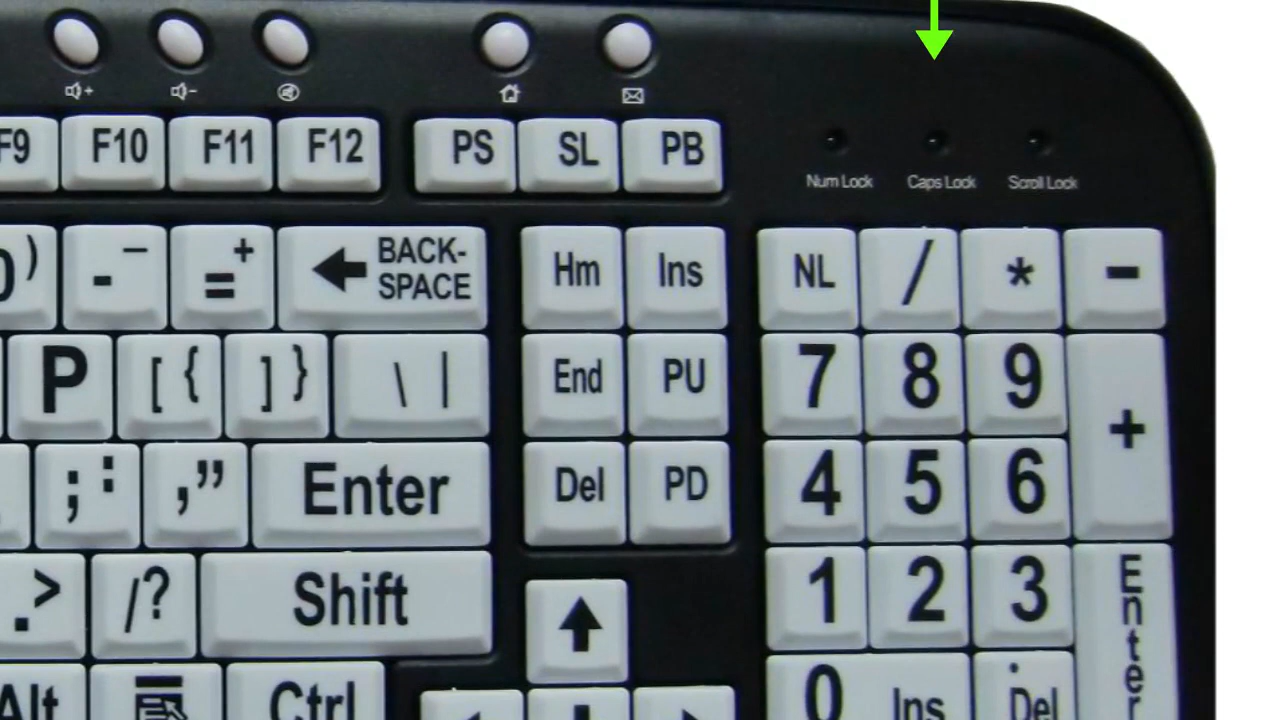 F9 F10 F11 F12 PS SL PB
Num Lock Caps Lock Scroll Lock
0 ) - _ = + BACK-
SPACE
Hm Ins NL / * -
P [ { ] } \ | End PU 7 8 9 +
; : , ” Enter Del PD 4 5 6
. > / ? Shift 1 2 3 Enter
Alt Ctrl 0 Ins . Del